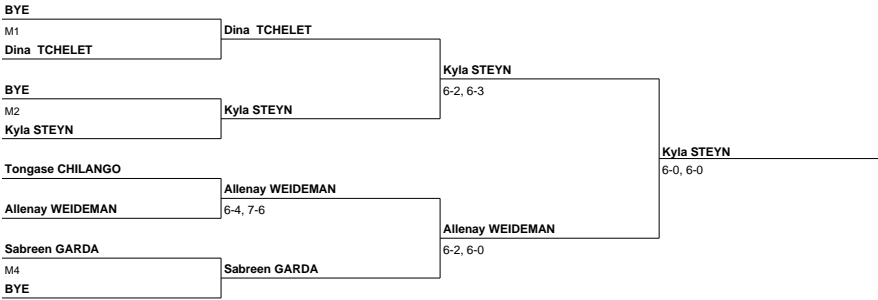 BYE
M1
Dina TCHELET
BYE
M2
Kyla STEYN
Tongase CHILANGO
Allenay WEIDEMAN
Sabreen GARDA
M4
BYE
Dina TCHELET
Kyla STEYN
Allenay WEIDEMAN
6-4, 7-6
Sabreen GARDA
Kyla STEYN
6-2, 6-3
Allenay WEIDEMAN
6-2, 6-0
Kyla STEYN
6-0, 6-0